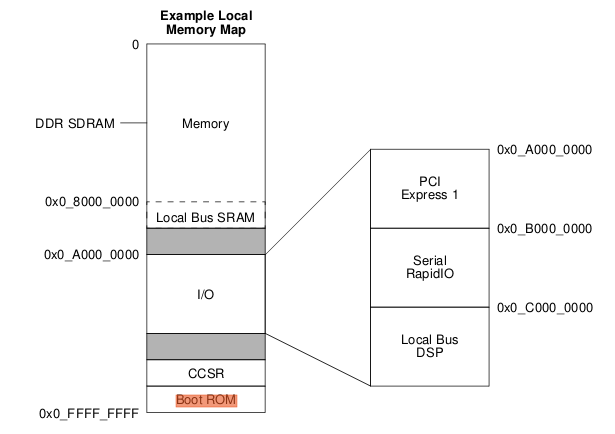 Example Local
Memory Map
0
DDR SDRAM
Memory
0x0_8000_0000
Local Bus SRAM
0x0_A000_0000
I/O
CCSR
Boot ROM
0x0_FFFF_FFFF
0x0_A000_0000
PCI
Express 1
0x0_B000_0000
Serial
RapidIO
0x0_C000_0000
Local Bus
DSP